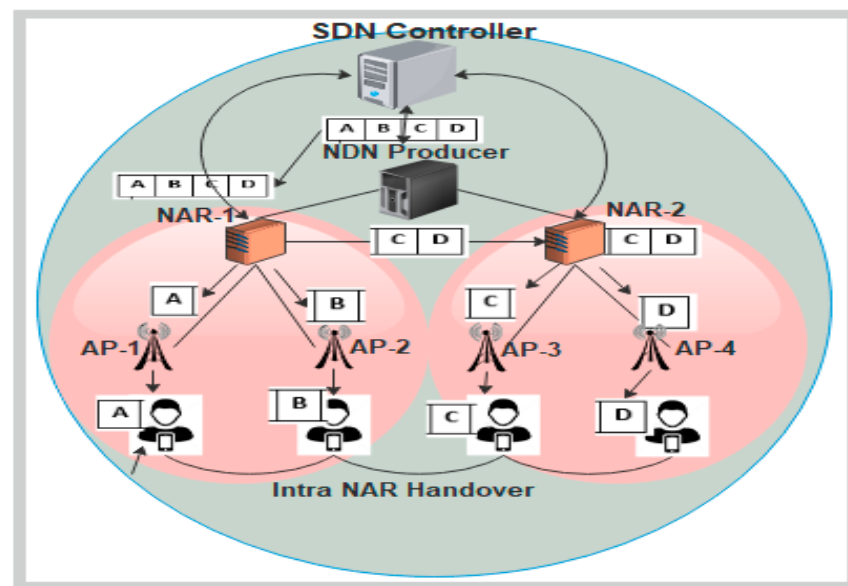 SDN Controller
A B C D
NDN Producer
A B C D
NAR-1
NAR-2
C D
C D
A
B
C
D
AP-1
AP-2
AP-3
AP-4
A
B
C
D
Intra NAR Handover